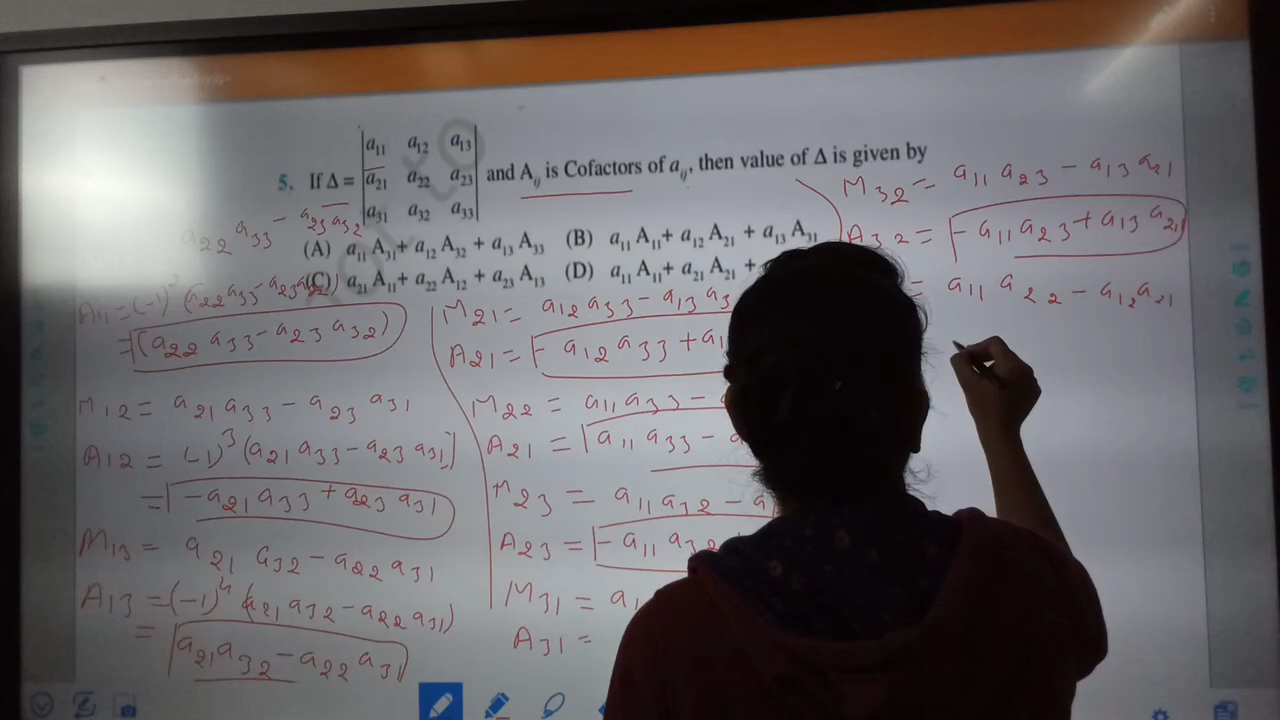 5. If Δ = | a11 a12 a13 |
| a21 a22 a23 | and Aij is Cofactors of aij, then value of Δ is given by
| a31 a32 a33 |
(A) a11 A31+ a12 A32 + a13 A33 (B) a11 A11+ a12 A21 + a13 A31
(C) a21 A11+ a22 A12 + a23 A13 (D) a11 A11+ a21 A21 +
a22 a33 - a23 a32
A11 = (-1) (a22 a33 - a23 a32)
= (a22 a33 - a23 a32)
M12 = a21 a33 - a23 a31
A12 = (-1)3 (a21 a33 - a23 a31)
= - a21 a33 + a23 a31
M13 = a21 a32 - a22 a31
A13 = (-1)4 (a21 a32 - a22 a31)
= a21 a32 - a22 a31
M21 = a12 a33 - a13 a3
A21 = - a12 a33 + a1
M22 = a11 a33 -
A21 = a11 a33 -
M23 = a11 a32 - a
A23 = - a11 a32
M31 = a1
A31 =
M32 = a11 a23 - a13 a21
A32 = - a11 a23 + a13 a21
= a11 a22 - a12 a21